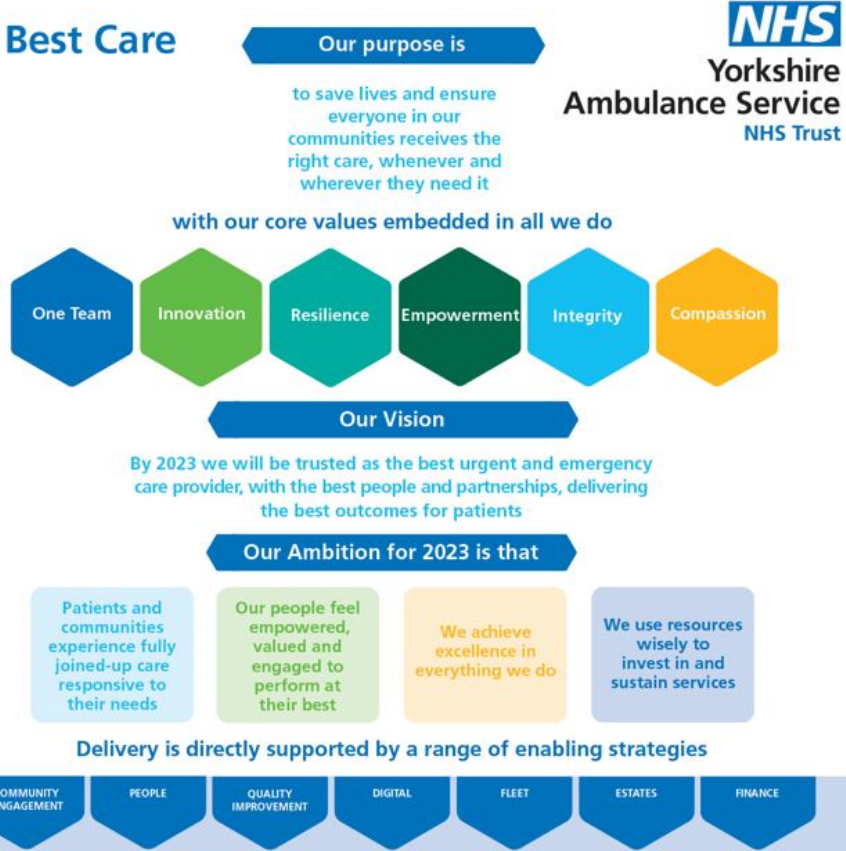 Best Care
Our purpose is
NHS
Yorkshire
Ambulance Service
NHS Trust
to save lives and ensure
everyone in our
communities receives the
right care, whenever and
wherever they need it
with our core values embedded in all we do
One Team
Innovation
Resilience
Empowerment
Integrity
Compassion
Our Vision
By 2023 we will be trusted as the best urgent and emergency
care provider, with the best people and partnerships, delivering
the best outcomes for patients
Our Ambition for 2023 is that
Patients and
communities
experience fully
joined-up care
responsive to
their needs
Our people feel
empowered,
valued and
engaged to
perform at
their best
We achieve
excellence in
everything we do
We use resources
wisely to
invest in and
sustain services
Delivery is directly supported by a range of enabling strategies
OMMUNITY
NGAGEMENT
PEOPLE
QUALITY
IMPROVEMENT
DIGITAL
FLEET
ESTATES
FINANCE